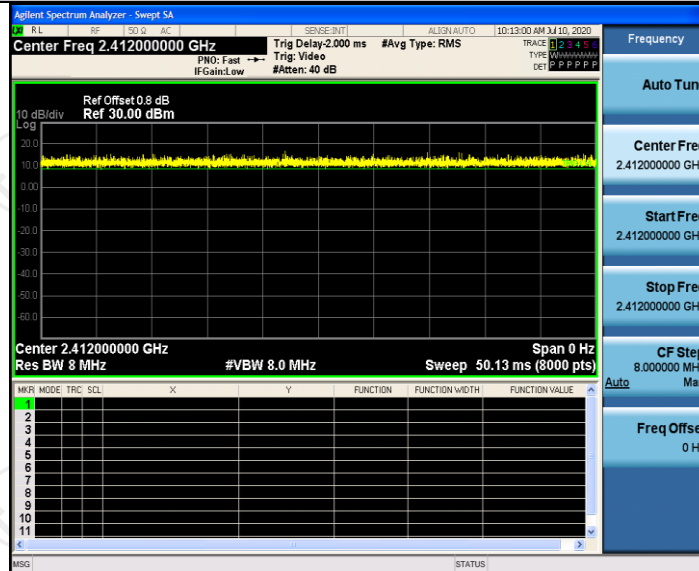 Agilent Spectrum Analyzer - Swept SA
RL RF 50 Ω AC SENSE:INT ALIGN AUTO 10:13:00 AM Jul 10, 2020
Center Freq 2.412000000 GHz
PNO: Fast
IFGain:Low
Trig Delay-2.000 ms
Trig: Video
#Atten: 40 dB
#Avg Type: RMS
TRACE 1 2 3 4 5 6
TYPE
DET P P P P P P
Ref Offset 0.8 dB
10 dB/div Ref 30.00 dBm
Log
20.0
10.0
0.00
-10.0
-20.0
-30.0
-40.0
-50.0
-60.0
Center 2.412000000 GHz Span 0 Hz
Res BW 8 MHz #VBW 8.0 MHz Sweep 50.13 ms (8000 pts)
MKR MODE TRC SCL X Y FUNCTION FUNCTION WIDTH FUNCTION VALUE
1
2
3
4
5
6
7
8
9
10
11
MSG STATUS
Frequency
Auto Tun
Center Fre
2.412000000 GH
Start Fre
2.412000000 GH
Stop Fre
2.412000000 GH
CF Ste
8.000000 MH
Auto Ma
Freq Offse
0 H